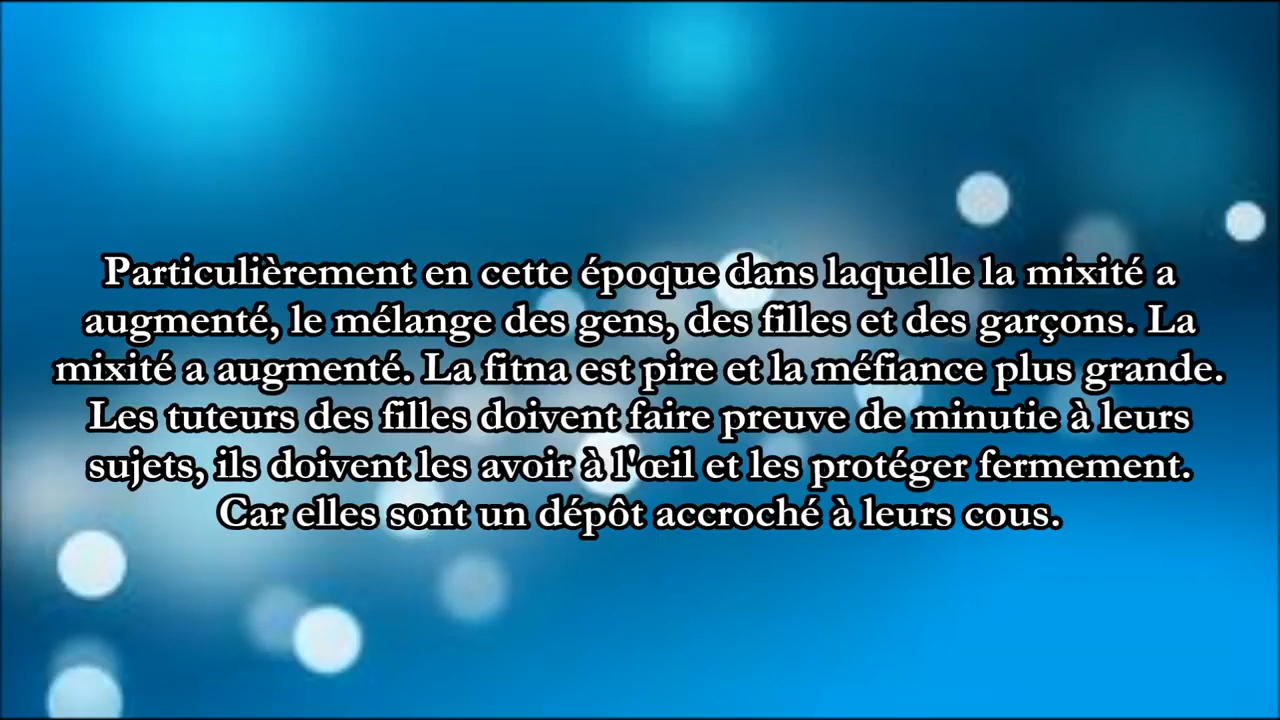 Particulièrement en cette époque dans laquelle la mixité a
augmenté, le mélange des gens, des filles et des garçons. La
mixité a augmenté. La fitna est pire et la méfiance plus grande.
Les tuteurs des filles doivent faire preuve de minutie à leurs
sujets, ils doivent les avoir à l'œil et les protéger fermement.
Car elles sont un dépôt accroché à leurs cous.